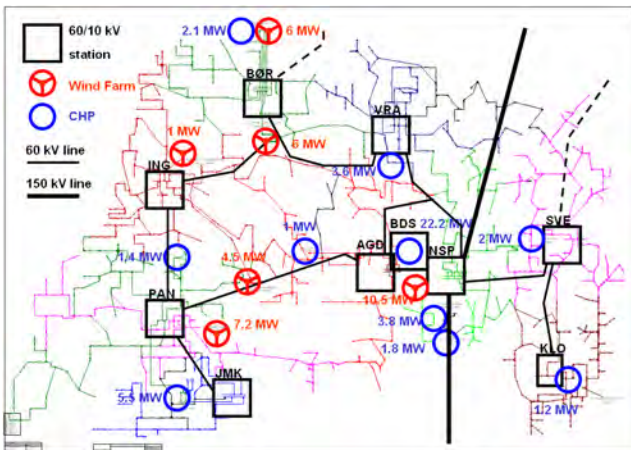 60/10 kV
station
Wind Farm
CHP
60 kV line
150 kV line
2.1 MW
6 MW
BØR
VRA
1 MW
6 MW
ING
3.6 MW
1 MW
BDS
22.2 MW
SVE
2 MW
AGD
NSP
1.4 MW
4.5 MW
10.5 MW
PAN
3.8 MW
7.2 MW
1.8 MW
KLO
JMK
5.5 MW
1.2 MW